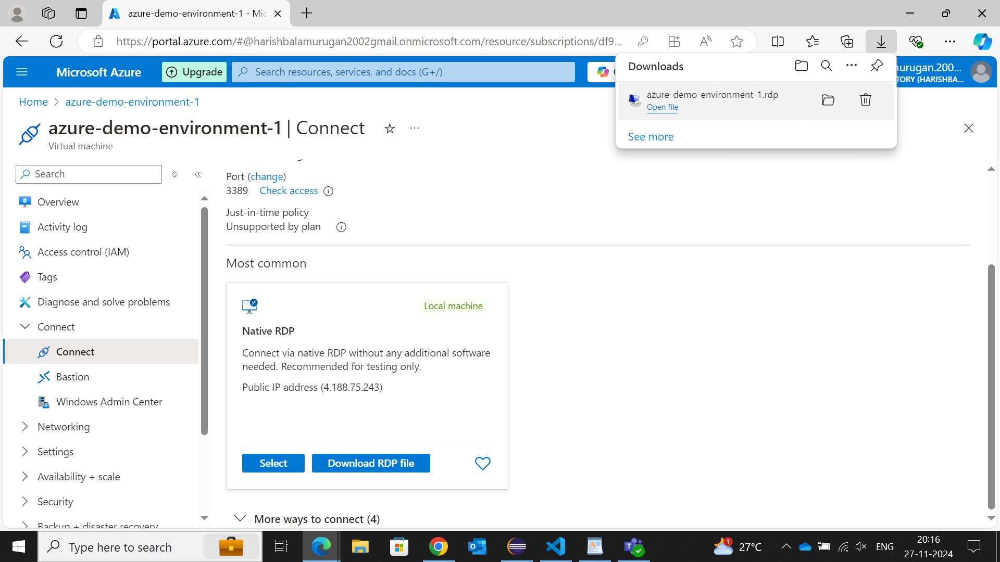 azure-demo-environment-1 - Mic
https://portal.azure.com/#@harishbalamurugan2002gmail.onmicrosoft.com/resource/subscriptions/df9...
Microsoft Azure
Upgrade
Search resources, services, and docs (G+/)
urugan.200...
TORY (HARISHBA...
Downloads
azure-demo-environment-1.rdp
Open file
See more
Home > azure-demo-environment-1
azure-demo-environment-1 | Connect
Virtual machine
Search
Overview
Activity log
Access control (IAM)
Tags
Diagnose and solve problems
Connect
Connect
Bastion
Windows Admin Center
Networking
Settings
Availability + scale
Security
Backup + disaster recovery
Port (change)
3389 Check access
Just-in-time policy
Unsupported by plan
Most common
Local machine
Native RDP
Connect via native RDP without any additional software
needed. Recommended for testing only.
Public IP address (4.188.75.243)
Select
Download RDP file
More ways to connect (4)
Type here to search
1
27°C
ENG
20:16
27-11-2024